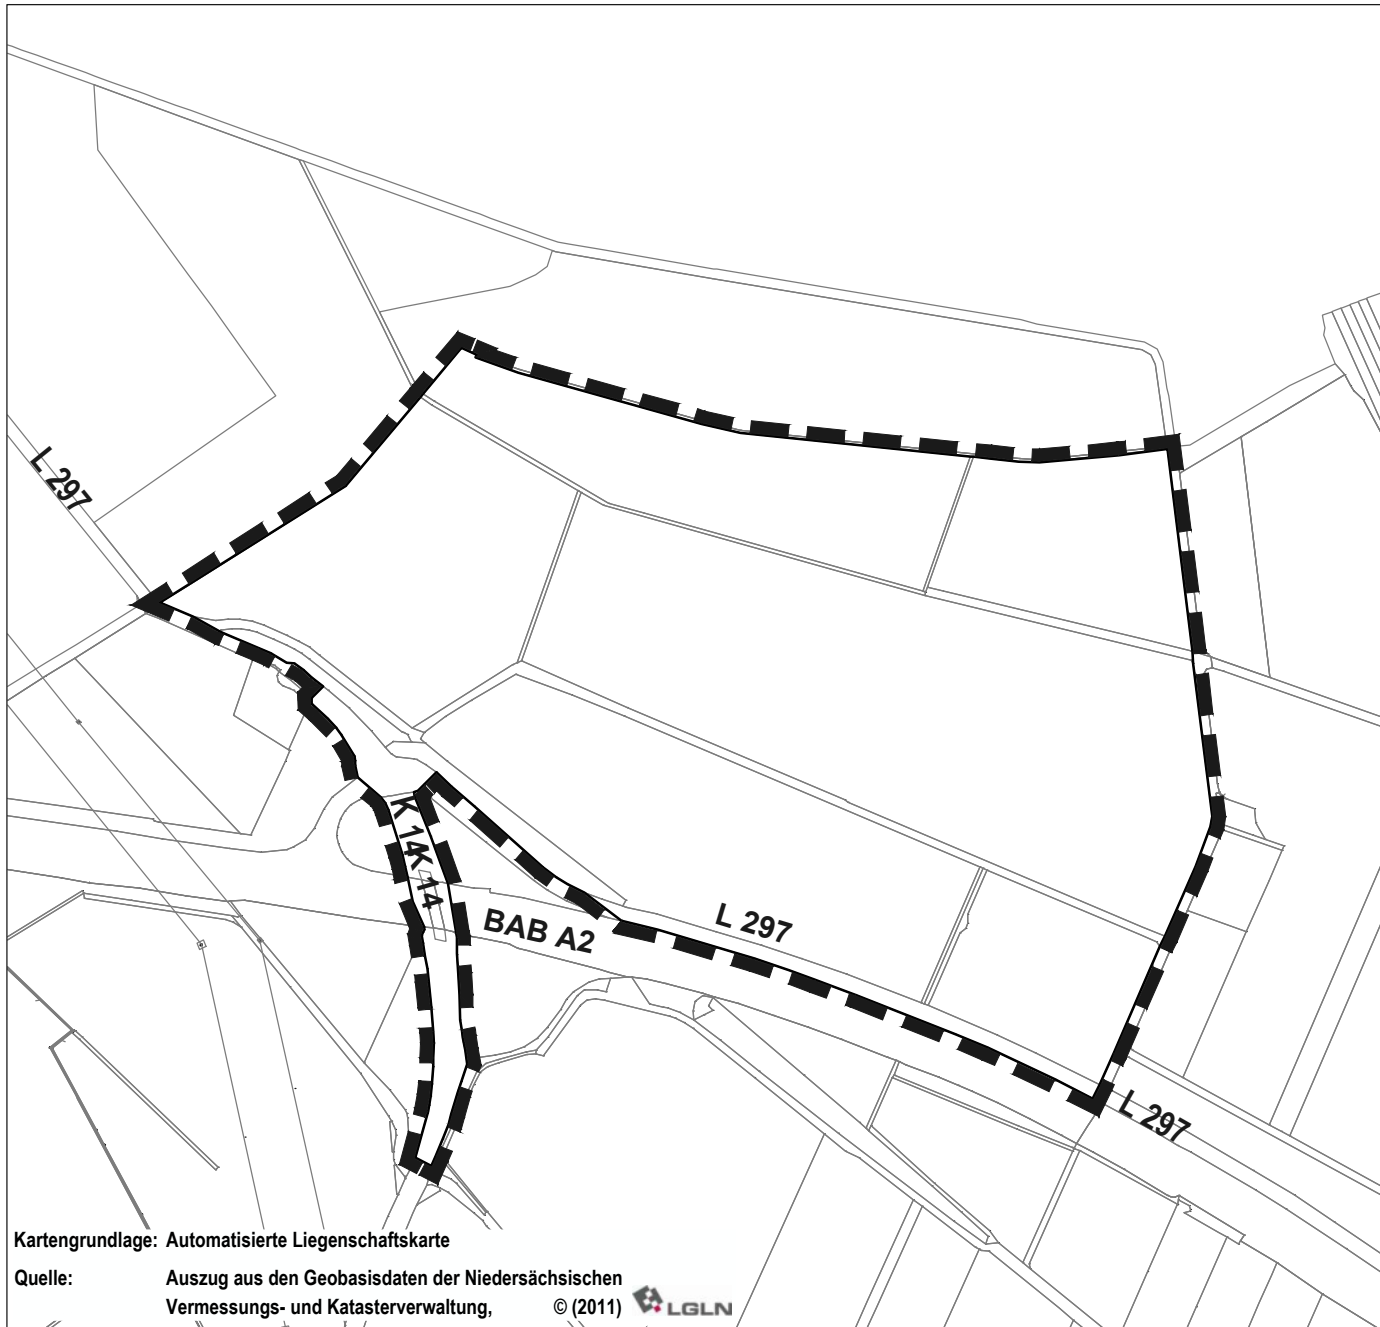 L 297
K 14
K 14
BAB A2
L 297
L 297
Kartengrundlage: Automatisierte Liegenschaftskarte
Quelle: Auszug aus den Geobasisdaten der Niedersächsischen
Vermessungs- und Katasterverwaltung, © (2011) LGLN